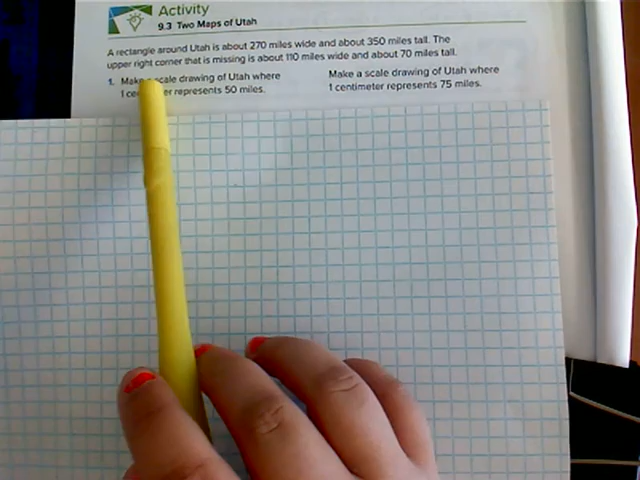 Activity
9.3 Two Maps of Utah
A rectangle around Utah is about 270 miles wide and about 350 miles tall. The
upper right corner that is missing is about 110 miles wide and about 70 miles tall.
1. Make scale drawing of Utah where
1 represents 50 miles.
Make a scale drawing of Utah where
1 centimeter represents 75 miles.